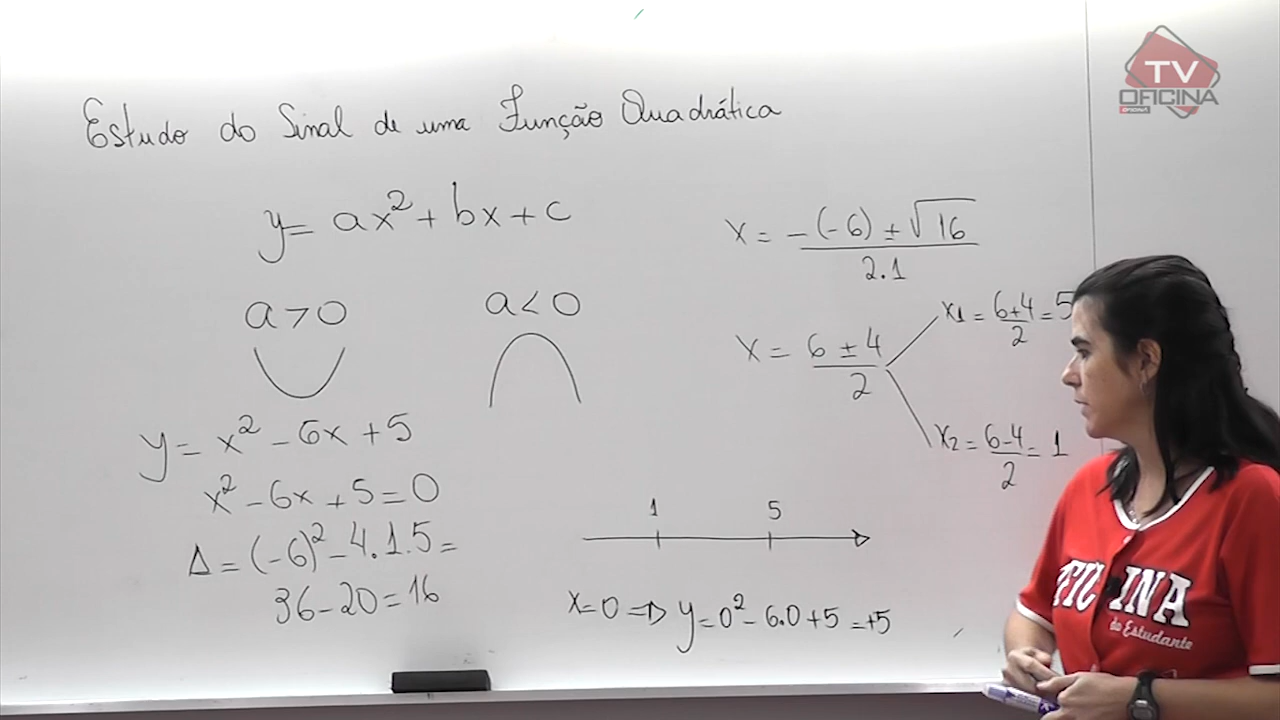 Estudo do Sinal de uma Função Quadrática
y = ax² + bx + c
a > 0
a < 0
y = x² - 6x + 5
x² - 6x + 5 = 0
Δ = (-6)² - 4.1.5 =
36 - 20 = 16
x = -(-6) ± √16
2.1
x = 6 ± 4
2
x1 = 6+4 = 5
2
x2 = 6-4 = 1
2
1 5
x=0 ⇒ y = 0² - 6.0 + 5 = +5
TV
OFICINA
OFICINA
do Estudante